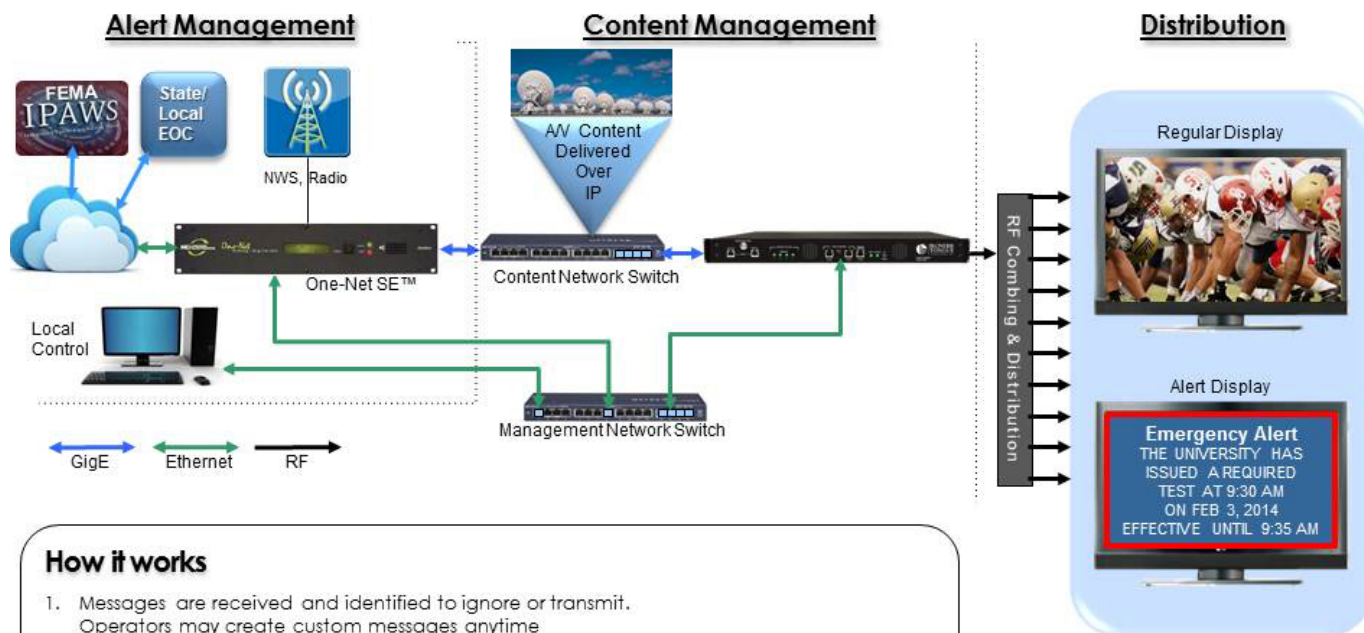 Alert Management
Content Management
Distribution
FEMA
IPAWS
State/
Local
EOC
NWS, Radio
A/V Content
Delivered
Over
IP
Regular Display
One-Net
One-Net SE™
Content Network Switch
RF Combing & Distribution
Local
Control
Management Network Switch
GigE
Ethernet
RF
Alert Display
Emergency Alert
THE UNIVERSITY HAS
ISSUED A REQUIRED
TEST AT 9:30 AM
ON FEB 3, 2014
EFFECTIVE UNTIL 9:35 AM
How it works
1. Messages are received and identified to ignore or transmit.
Operators may create custom messages anytime